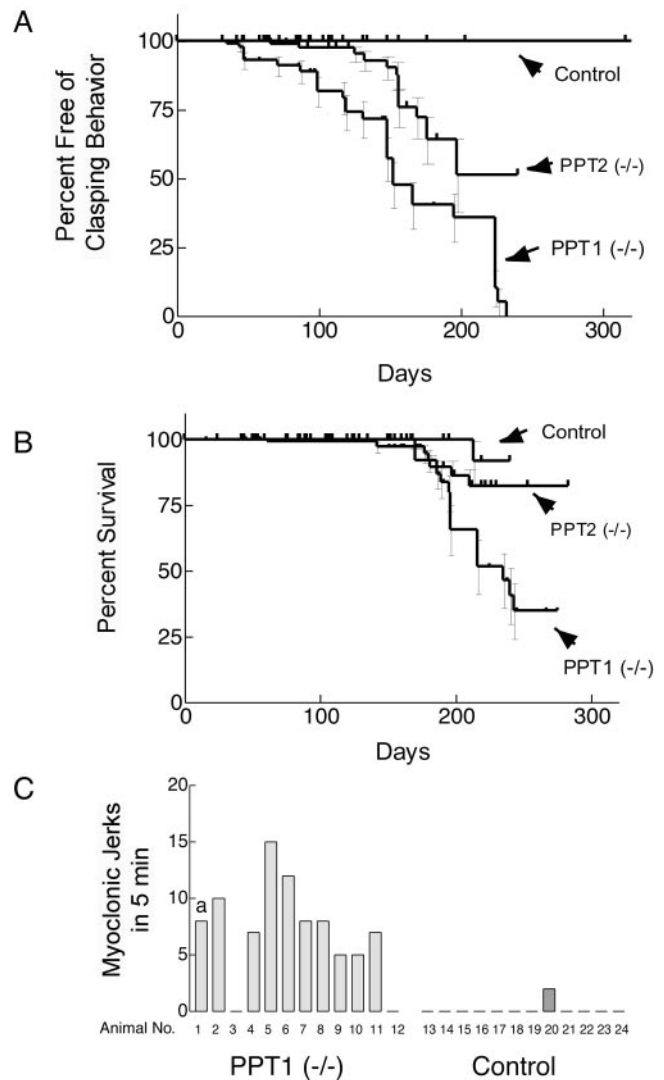 A
100
75
50
25
0
Percent Free of
Clasping Behavior
Control
PPT2 (-/-)
PPT1 (-/-)
0 100 200 300
Days
B
100
75
50
25
0
Percent Survival
Control
PPT2 (-/-)
PPT1 (-/-)
0 100 200 300
Days
C
20
15
10
5
0
Myoclonic Jerks
in 5 min
a
Animal No. 1 2 3 4 5 6 7 8 9 10 11 12 13 14 15 16 17 18 19 20 21 22 23 24
PPT1 (-/-) Control